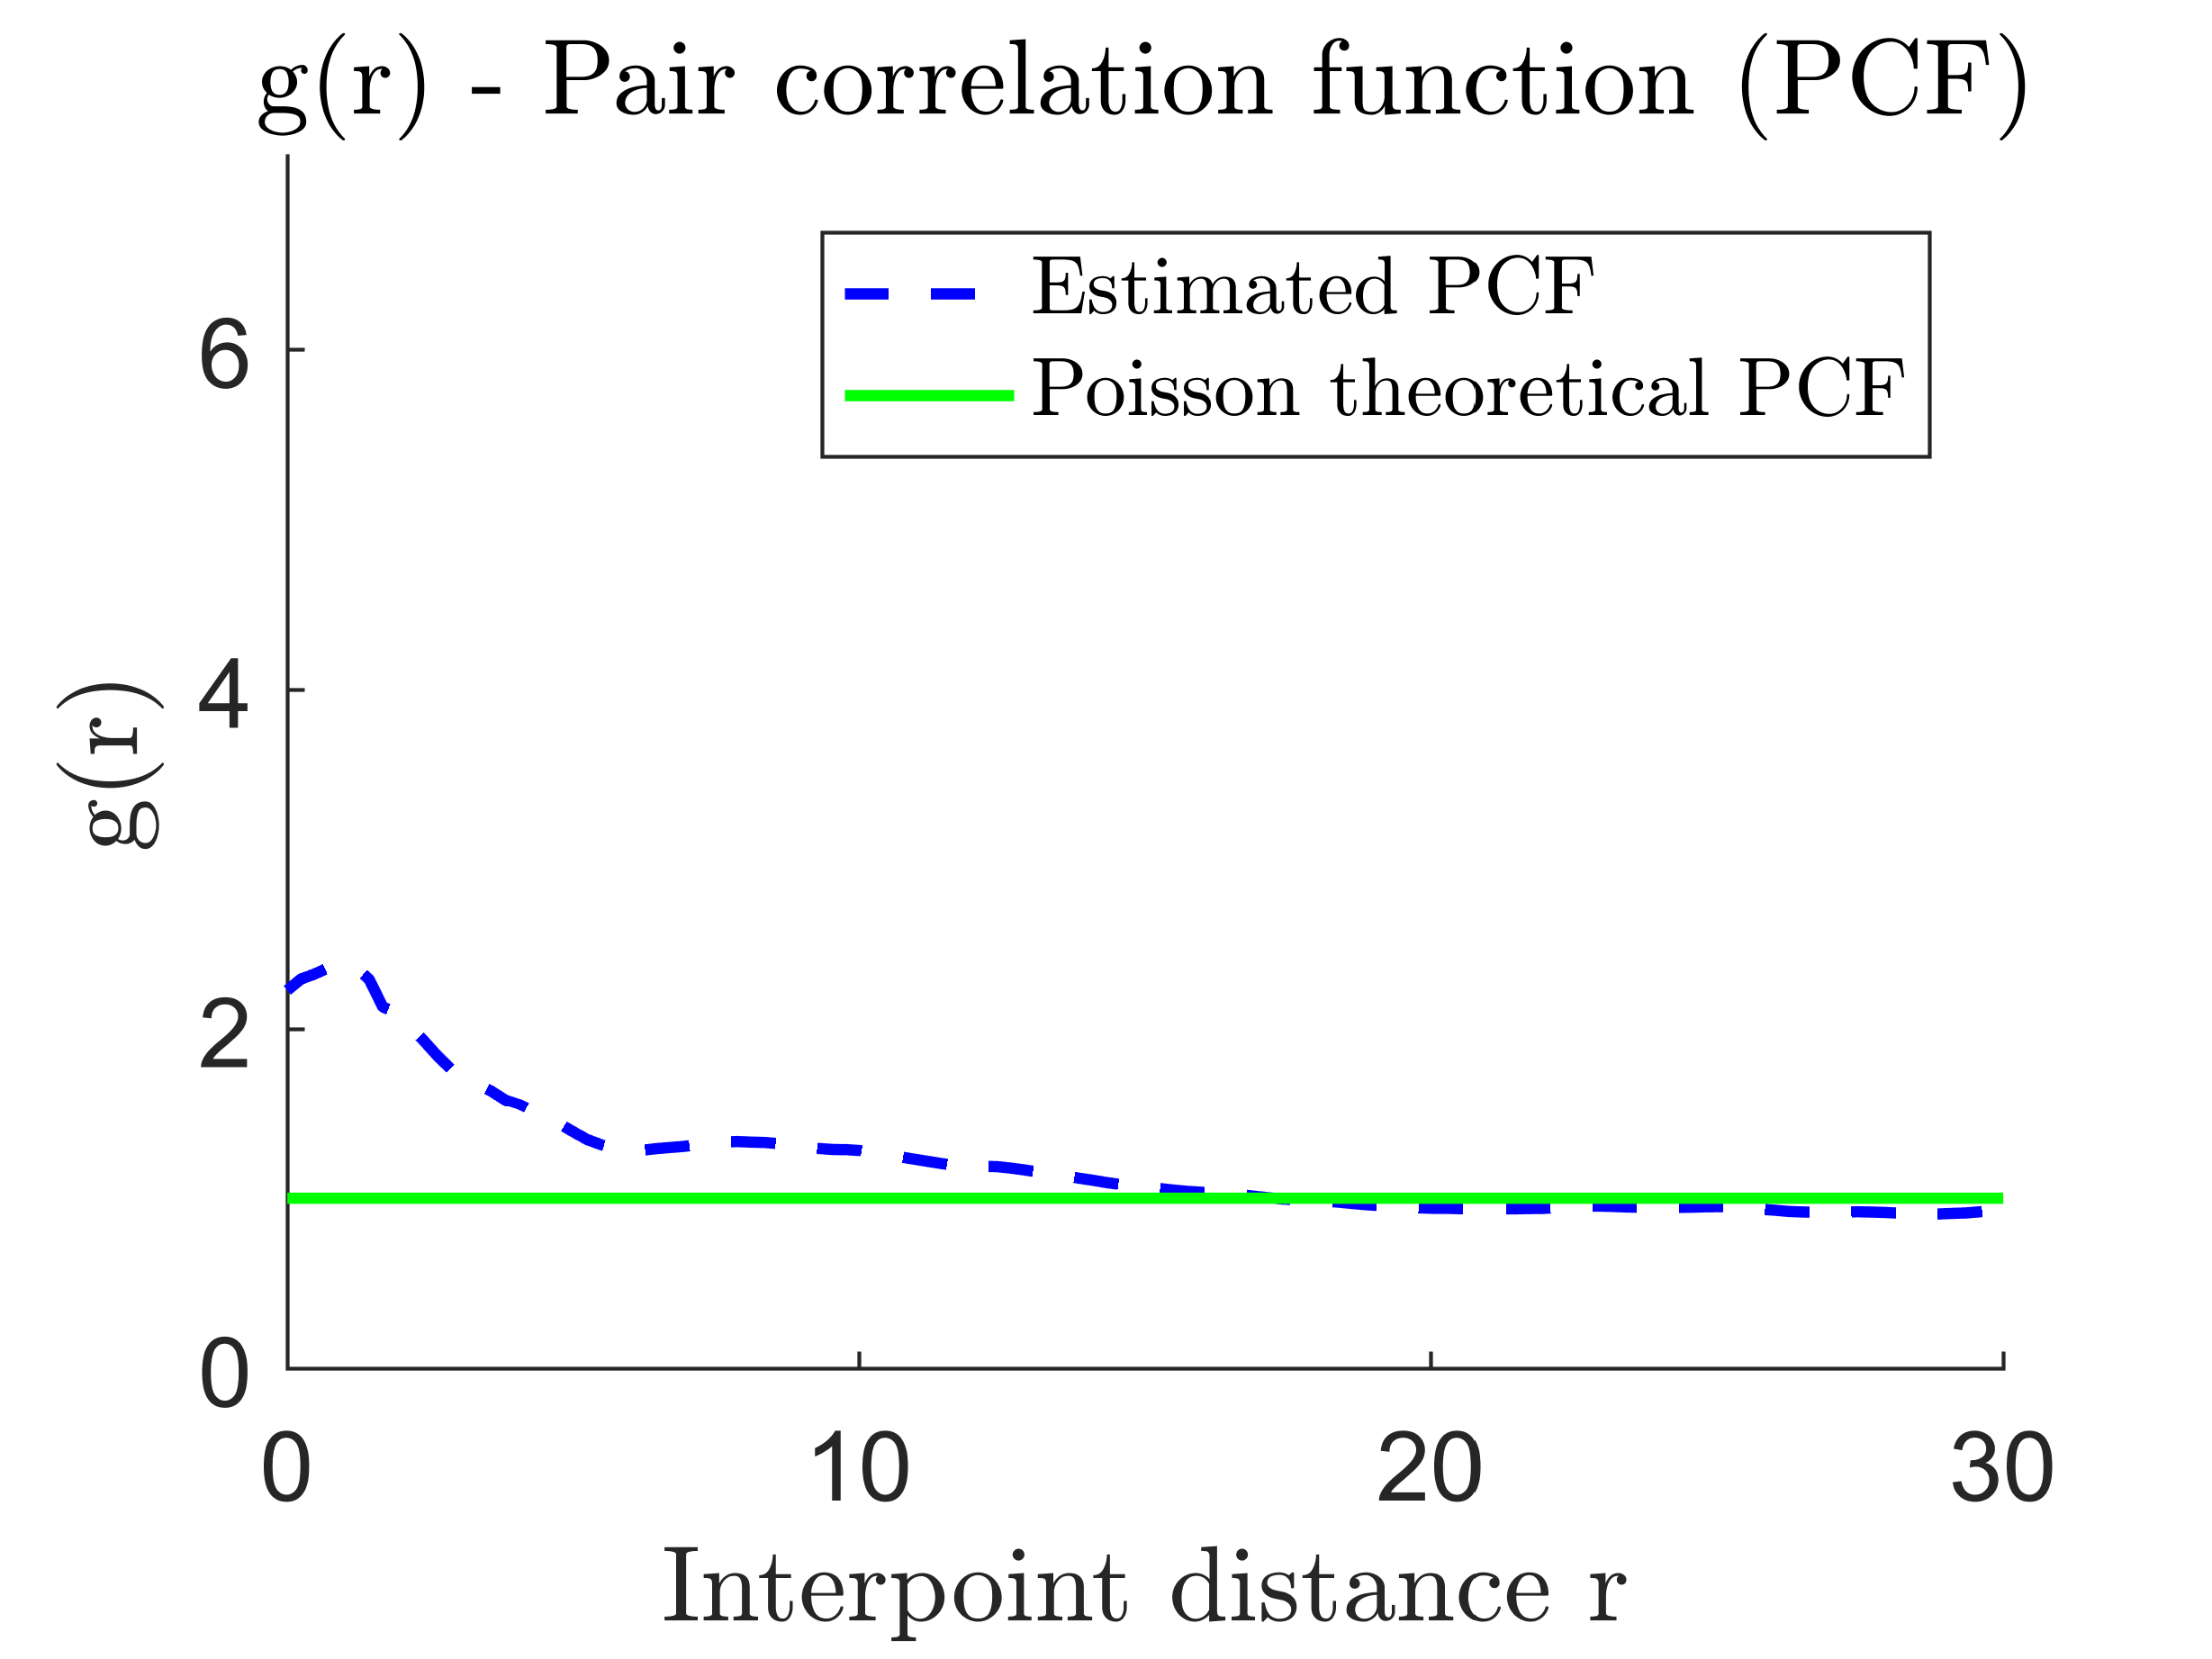 g(r) - Pair correlation function (PCF)
Estimated PCF
Poisson theoretical PCF
g(r)
6
4
2
0
0 10 20 30
Interpoint distance r